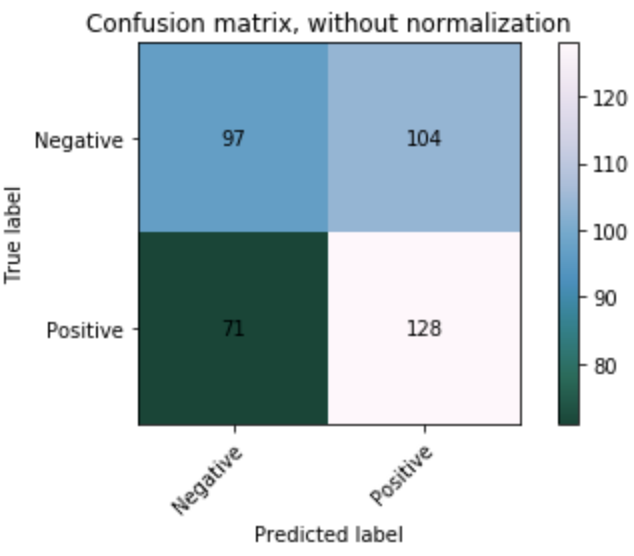 Confusion matrix, without normalization
True label
Negative
97
104
Positive
71
128
Negative
Positive
Predicted label
120
110
100
90
80